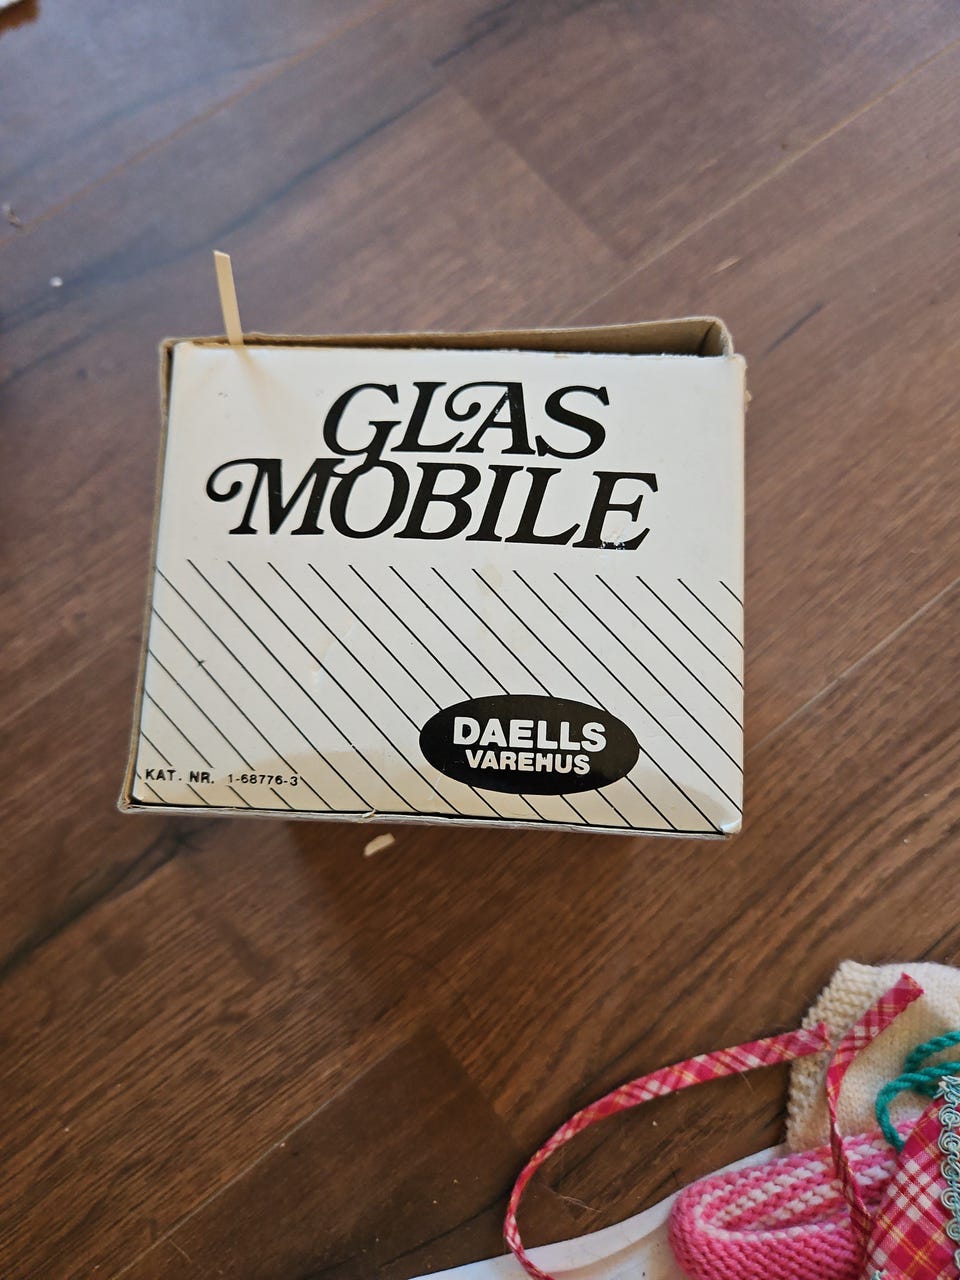 GLAS
MOBILE
DAELLS
VAREHUS
KAT. NR. 1-68776-3